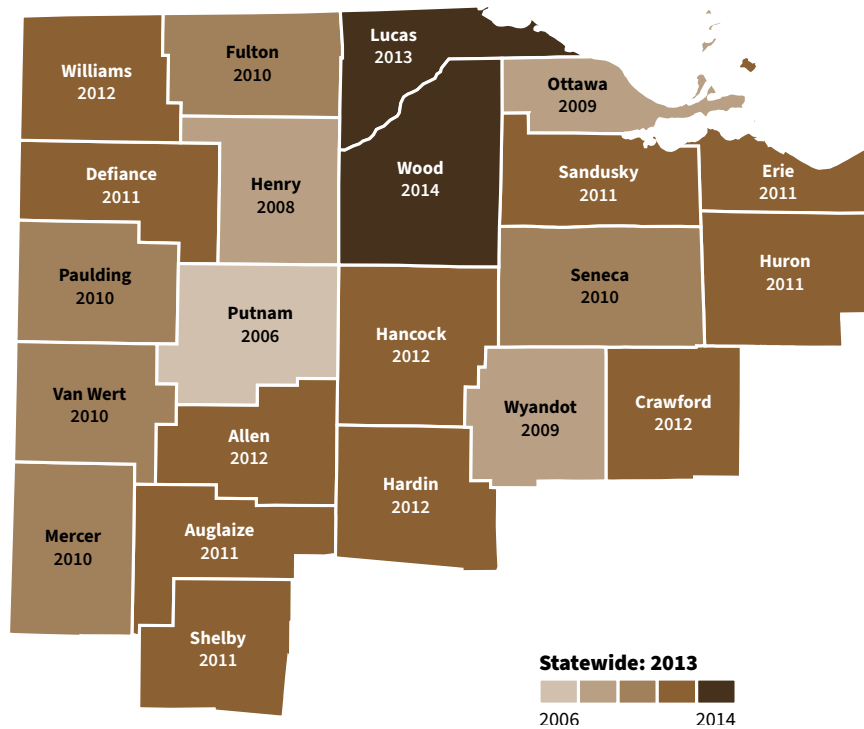 Lucas
2013
Fulton
2010
Williams
2012
Ottawa
2009
Wood
2014
Sandusky
2011
Erie
2011
Defiance
2011
Henry
2008
Huron
2011
Paulding
2010
Seneca
2010
Putnam
2006
Hancock
2012
Van Wert
2010
Wyandot
2009
Crawford
2012
Allen
2012
Hardin
2012
Mercer
2010
Auglaize
2011
Shelby
2011
Statewide: 2013
2006
2014